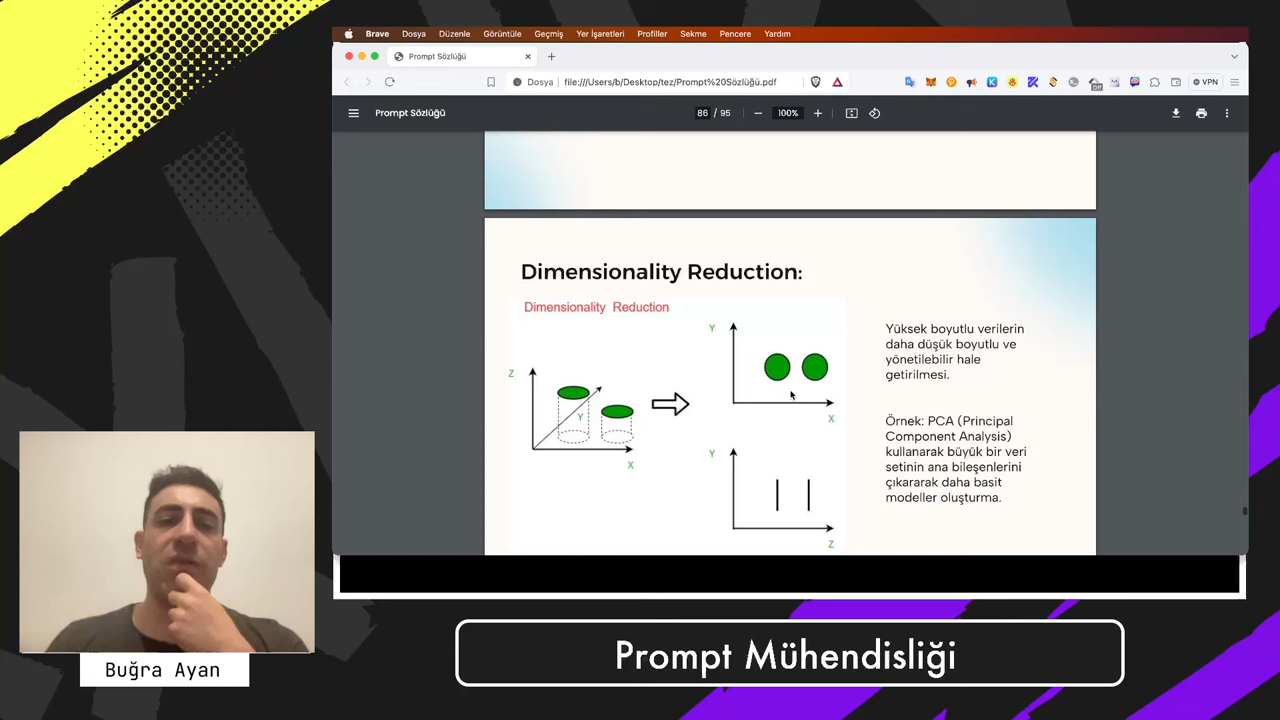 Brave Dosya Düzenle Görüntüle Geçmiş Yer İşaretleri Profiller Sekme Pencere Yardım
Prompt Sözlüğü
Dosya file:///Users/b/Desktop/tez/Prompt%20Sözlüğü.pdf
VPN
Prompt Sözlüğü
86 / 95
100%
Dimensionality Reduction:
Dimensionality Reduction
Z
Y
X
Y
X
Y
Z
Yüksek boyutlu verilerin
daha düşük boyutlu ve
yönetilebilir hale
getirilmesi.
Örnek: PCA (Principal
Component Analysis)
kullanarak büyük bir veri
setinin ana bileşenlerini
çıkararak daha basit
modeller oluşturma.
Buğra Ayan
Prompt Mühendisliği